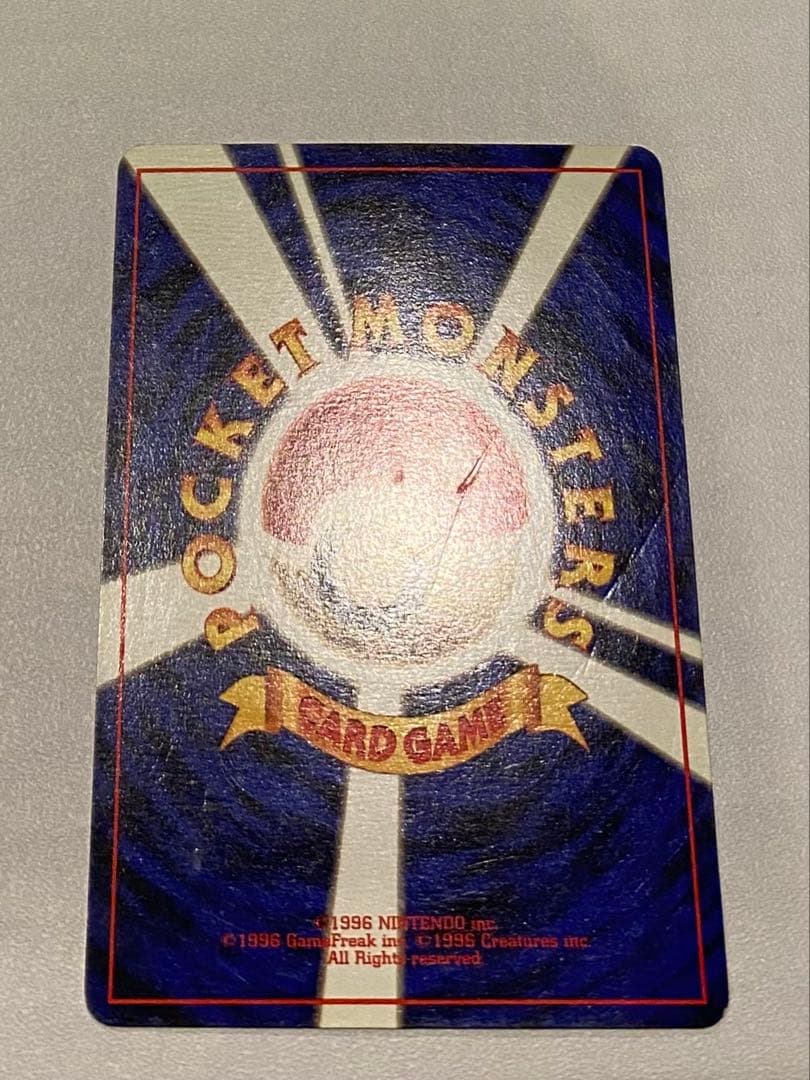 POCKET MONSTERS
CARD GAME
©1996 NINTENDO inc.
©1996 GameFreak inc. ©1996 Creatures inc.
All Rights reserved.